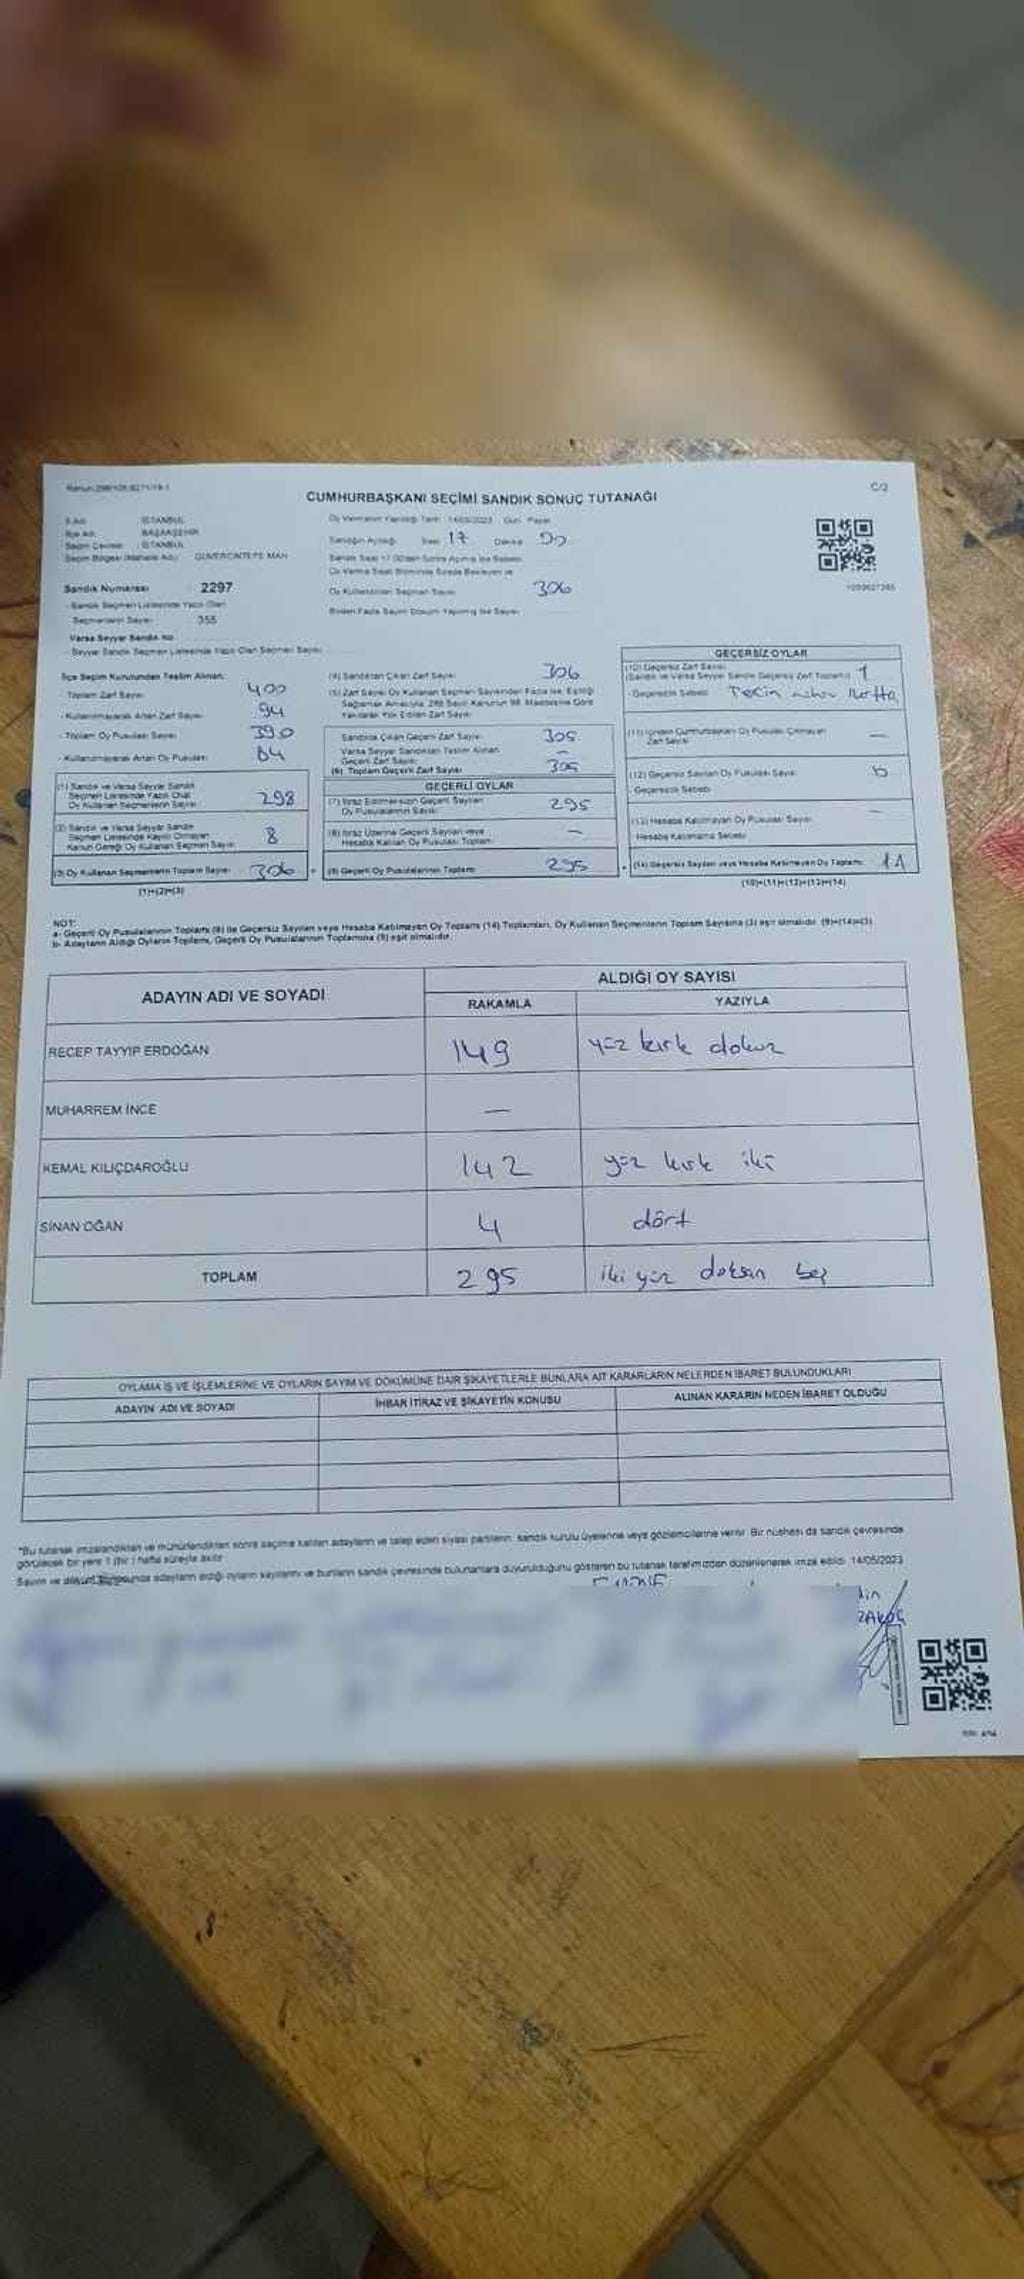 CUMHURBAŞKANI SEÇİMİ SANDIK SONUÇ TUTANAĞI
C/2
İl Adı : İSTANBUL
İlçe Adı : BAŞAKŞEHİR
Seçim Çevresi : İSTANBUL
Seçim Bölgesi (Mahalle Adı) : GÜVERCİNTEPE MAH.
Sandık Numarası : 2297
- Sandık Seçmen Listesinde Yazılı Olan
Seçmenlerin Sayısı : 355
Varsa Seyyar Sandık No
- Seyyar Sandık Seçmen Listesinde Yazılı Olan Seçmen Sayısı :
Oy Vermenin Yapıldığı Tarih : 14/05/2023 Gün : Pazar
Sandığın Açıldığı Saat : 17 Dakika :
Oy Kullandırılan Seçmen Sayısı : 306
Birden Fazla Sayım Döküm Yapılmış İse Sayısı :
İlçe Seçim Kurulundan Teslim Alınan:
- Toplam Zarf Sayısı : 400
- Kullanılmayarak Artan Zarf Sayısı : 94
- Toplam Oy Pusulası Sayısı : 390
- Kullanılmayarak Artan Oy Pusulası : 84
(1) Sandık ve Varsa Seyyar Sandık
Seçmen Listesinde Yazılı Olup
Oy Kullanan Seçmenlerin Sayısı : 298
(2) Sandık ve Varsa Seyyar Sandık
Seçmen Listesinde Kayıtlı Olmayan
Kanun Gereği Oy Kullanan Seçmen Sayısı : 8
(3) Oy Kullanan Seçmenlerin Toplam Sayısı : 306
(1)+(2)=(3)
(4) Sandıktan Çıkan Zarf Sayısı : 306
(5) Zarf Sayısı Oy Kullanan Seçmen Sayısından Fazla İse, Eşitliği
Sağlamak Amacıyla, 298 Sayılı Kanunun 98. Maddesine Göre
Yakılarak Yok Edilen Zarf Sayısı :
Sandıkta Çıkan Geçerli Zarf Sayısı : 305
Varsa Seyyar Sandıktan Teslim Alınan
Geçerli Zarf Sayısı : —
(6) Toplam Geçerli Zarf Sayısı : 305
GEÇERLİ OYLAR
(7) İtiraz Edilmeksizin Geçerli Sayılan
Oy Pusulalarının Sayısı : 295
(8) İtiraz Üzerine Geçerli Sayılan veya
Hesaba Katılan Oy Pusulası Toplamı : —
(9) Geçerli Oy Pusulalarının Toplamı : 295
GEÇERSİZ OYLAR
(10) Geçersiz Zarf Sayısı
(Sandık ve Varsa Seyyar Sandık Geçersiz Zarf Toplamı) : 1
- Geçersizlik Sebebi :
(11) İçinden Cumhurbaşkanı Oy Pusulası Çıkmayan
Zarf Sayısı : —
(12) Geçersiz Sayılan Oy Pusulası Sayısı :
- Geçersizlik Sebebi :
(13) Hesaba Katılmayan Oy Pusulası Sayısı : —
- Hesaba Katılmama Sebebi :
(14) Geçersiz Sayılan veya Hesaba Katılmayan Oy Toplamı : 11
(10)+(11)+(12)+(13)=(14)
NOT:
a- Geçerli Oy Pusulalarının Toplamı (9) ile Geçersiz Sayılan veya Hesaba Katılmayan Oy Toplamı (14) Toplamları, Oy Kullanan Seçmenlerin Toplam Sayısına (3) eşit olmalıdır. (9)+(14)=(3)
b- Adayların Aldığı Oyların Toplamı, Geçerli Oy Pusulalarının Toplamına (9) eşit olmalıdır.
ADAYIN ADI VE SOYADI ALDIĞI OY SAYISI
RAKAMLA YAZIYLA
RECEP TAYYİP ERDOĞAN 149 yüz kırk dokuz
MUHARREM İNCE —
KEMAL KILIÇDAROĞLU 142 yüz kırk iki
SİNAN OĞAN 4 dört
TOPLAM 295 iki yüz doksan beş
OYLAMA İŞ VE İŞLEMLERİNE VE OYLARIN SAYIM VE DÖKÜMÜNE DAİR ŞİKAYETLERLE BUNLARA AİT KARARLARIN NELERDEN İBARET BULUNDUKLARI
ADAYIN ADI VE SOYADI İHBAR İTİRAZ VE ŞİKAYETİN KONUSU ALINAN KARARIN NEDEN İBARET OLDUĞU
*Bu tutanak imzalandıktan ve mühürlendikten sonra seçime katılan adayların ve talep eden siyasi partilerin, sandık kurulu üyelerine veya gözlemcilerine verilir. Bir nüshası da sandık çevresinde
görülecek bir yere 1 (bir) hafta süreyle asılır.
Sayım ve döküm sonucunda adayların aldığı oyların sayılarını ve bunların sandık çevresinde bulunanlara duyurulduğunu gösteren bu tutanak tarafımızdan düzenlenerek imza edildi. 14/05/2023